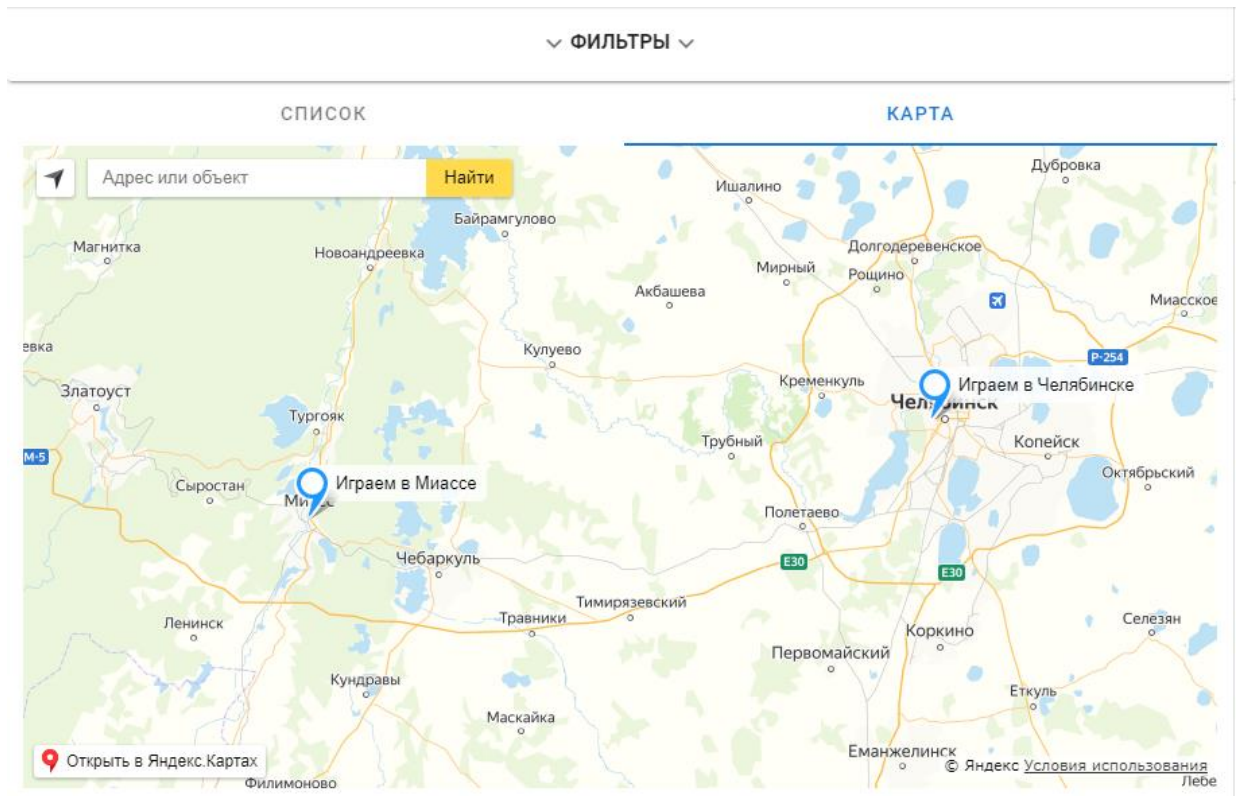 ФИЛЬТРЫ
СПИСОК
КАРТА
Адрес или объект
Найти
Дубровка
Ишалино
Байрамгулово
Магнитка
Новоандреевка
Долгодеревенское
Мирный
Рощино
Акбашева
Миасское
евка
Кулуево
Р-254
Златоуст
Кременкуль
Играем в Челябинске
Тургояк
Трубный
Копейск
М-5
Октябрьский
Сыростан
Играем в Миассе
Полетаево
Чебаркуль
E30
E30
Тимирязевский
Ленинск
Травники
Селезян
Коркино
Первомайский
Кундравы
Еткуль
Маскайка
Еманжелинск
Открыть в Яндекс.Картах
© Яндекс Условия использования
Филимоново
Лебе